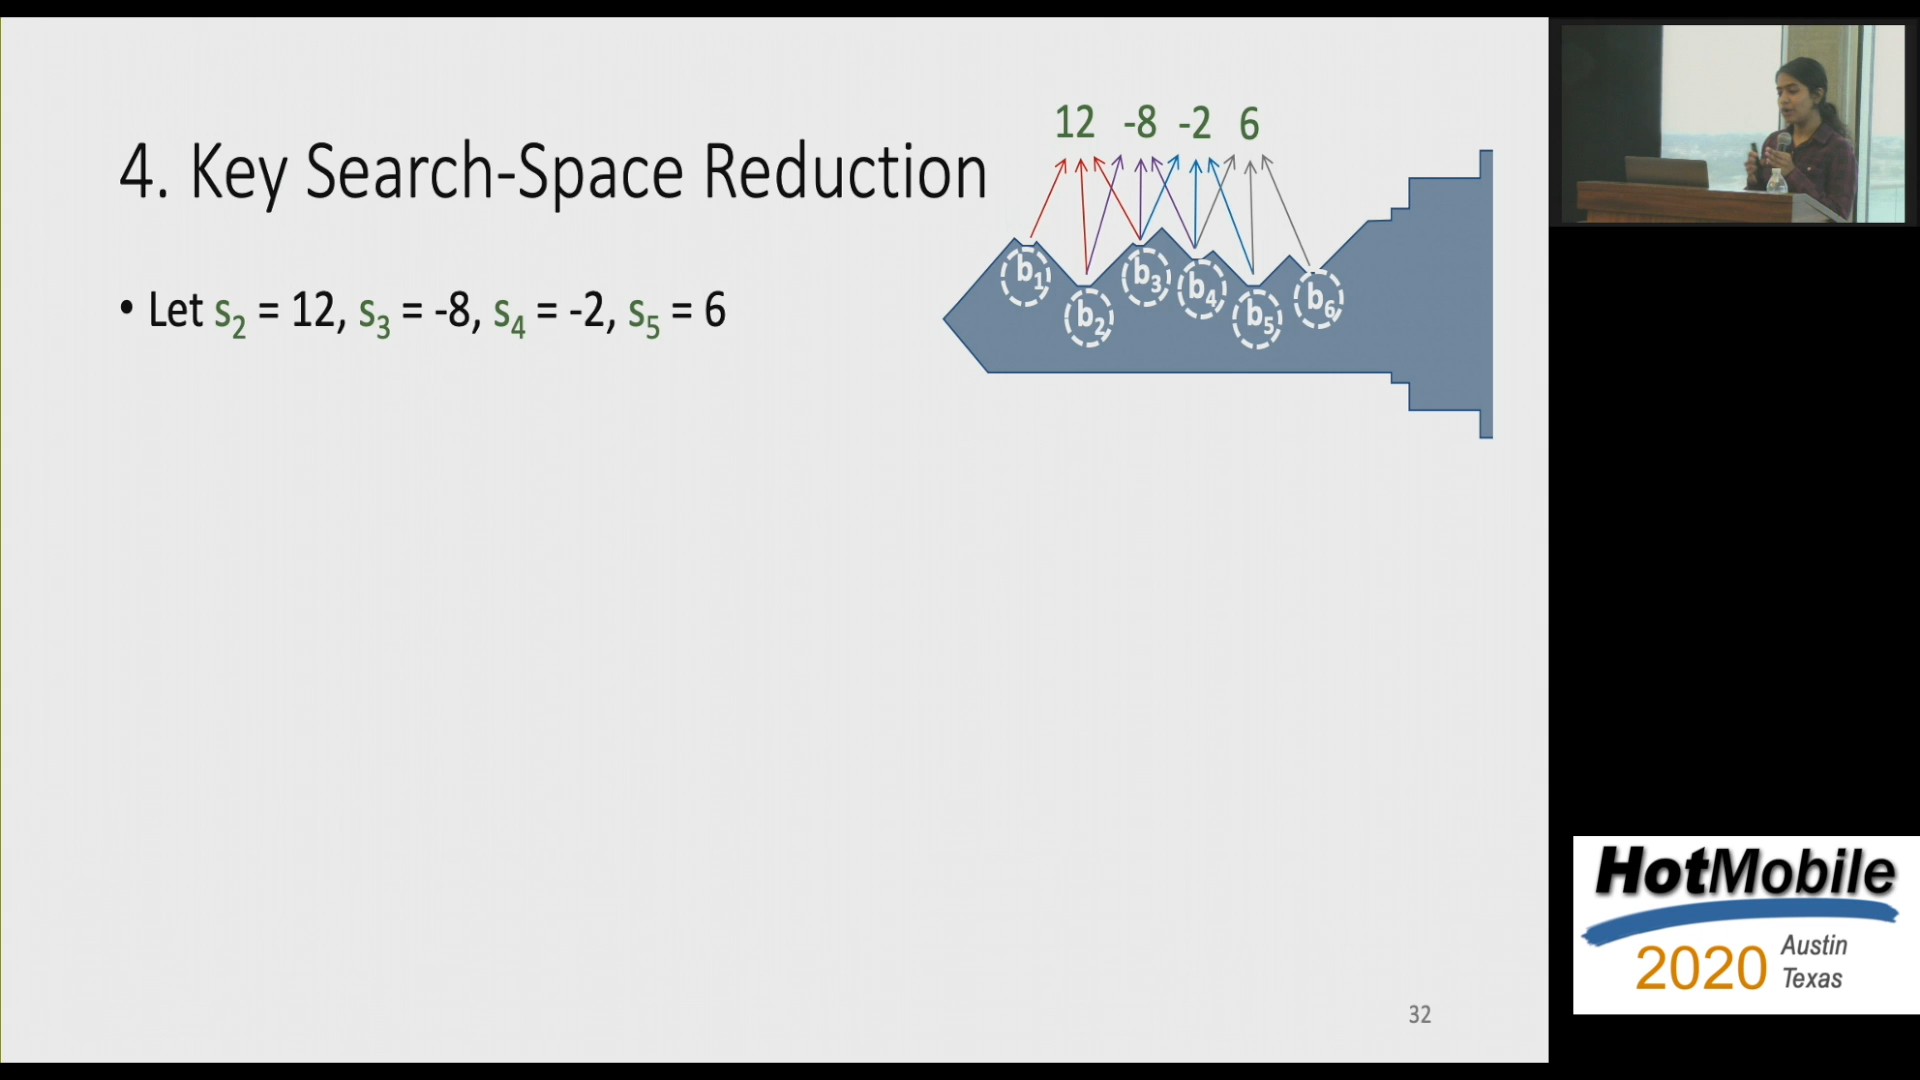 4. Key Search-Space Reduction
12 -8 -2 6
• Let s₂ = 12, s₃ = -8, s₄ = -2, s₅ = 6
b₁ b₂ b₃ b₄ b₅ b₆
32
HotMobile
2020 Austin
Texas